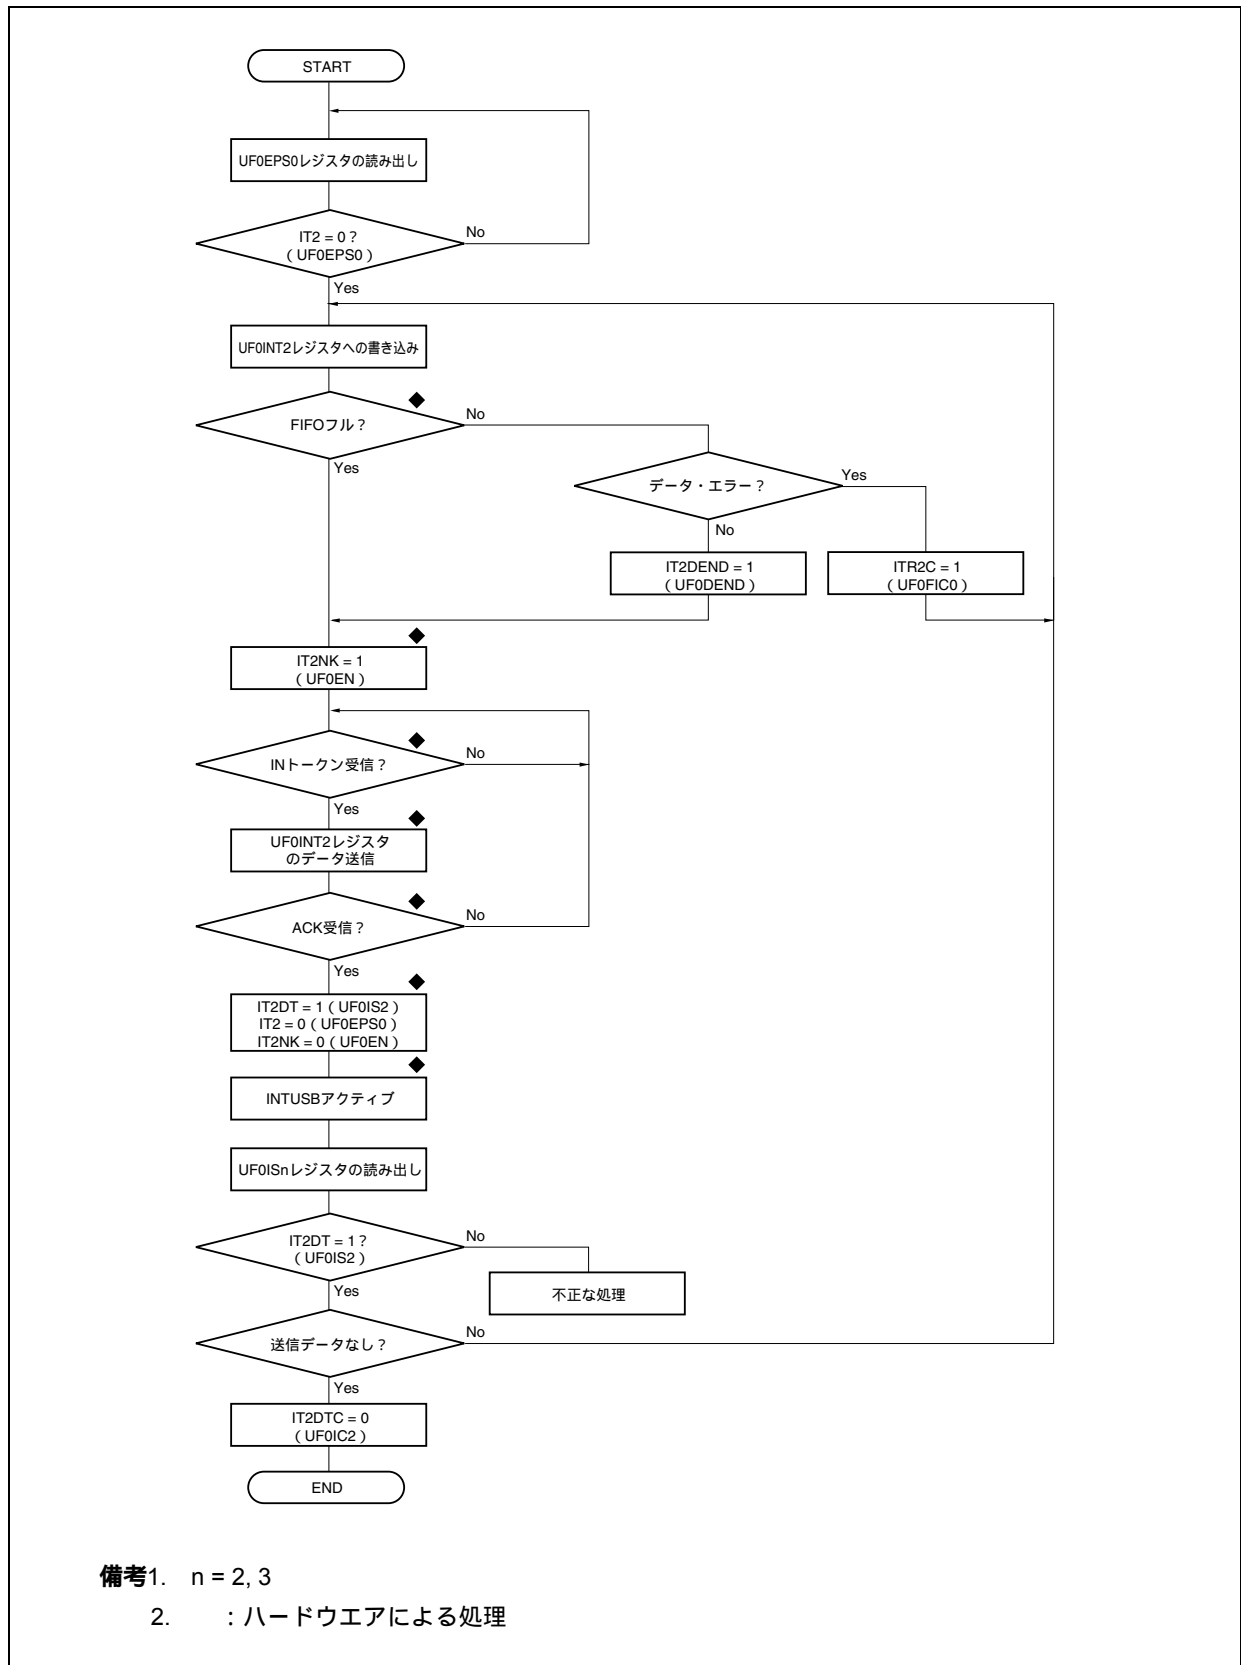 START
UF0EPS0レジスタの読み出し
IT2 = 0？
（UF0EPS0）
No
Yes
UF0INT2レジスタへの書き込み
FIFOフル？
No
Yes
データ・エラー？
Yes
No
IT2DEND = 1
（UF0DEND）
ITR2C = 1
（UF0FIC0）
IT2NK = 1
（UF0EN）
INトークン受信？
No
Yes
UF0INT2レジスタ
のデータ送信
ACK受信？
No
Yes
IT2DT = 1（UF0IS2）
IT2 = 0（UF0EPS0）
IT2NK = 0（UF0EN）
INTUSBアクティブ
UF0ISnレジスタの読み出し
IT2DT = 1？
（UF0IS2）
No
Yes
不正な処理
送信データなし？
No
Yes
IT2DTC = 0
（UF0IC2）
END
備考1. n = 2, 3
2. ：ハードウエアによる処理